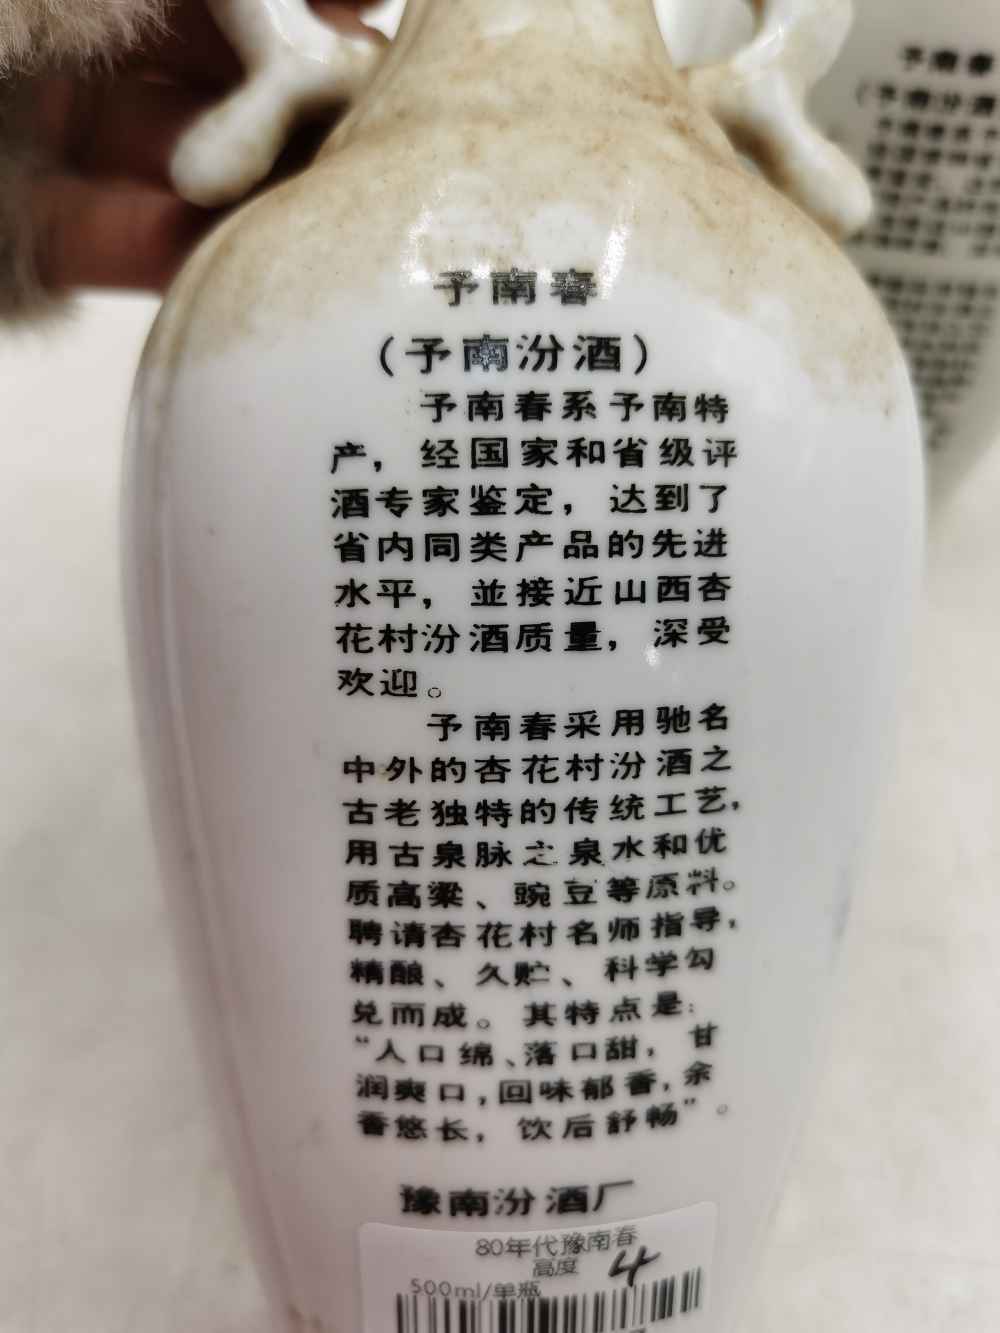 予南春
（予南汾酒）
予南春系予南特
产，经国家和省级评
酒专家鉴定，达到了
省内同类产品的先进
水平，並接近山西杏
花村汾酒质量，深受
欢迎。
予南春采用驰名
中外的杏花村汾酒之
古老独特的传统工艺，
用古泉脉之泉水和优
质高粱、豌豆等原料。
聘请杏花村名师指导，
精酿、久贮、科学勾
兑而成。其特点是：
“入口绵、落口甜，甘
润爽口，回味郁香，余
香悠长，饮后舒畅”。
豫南汾酒厂
80年代豫南春
高度 4
500ml/单瓶
予南春
（予南汾酒